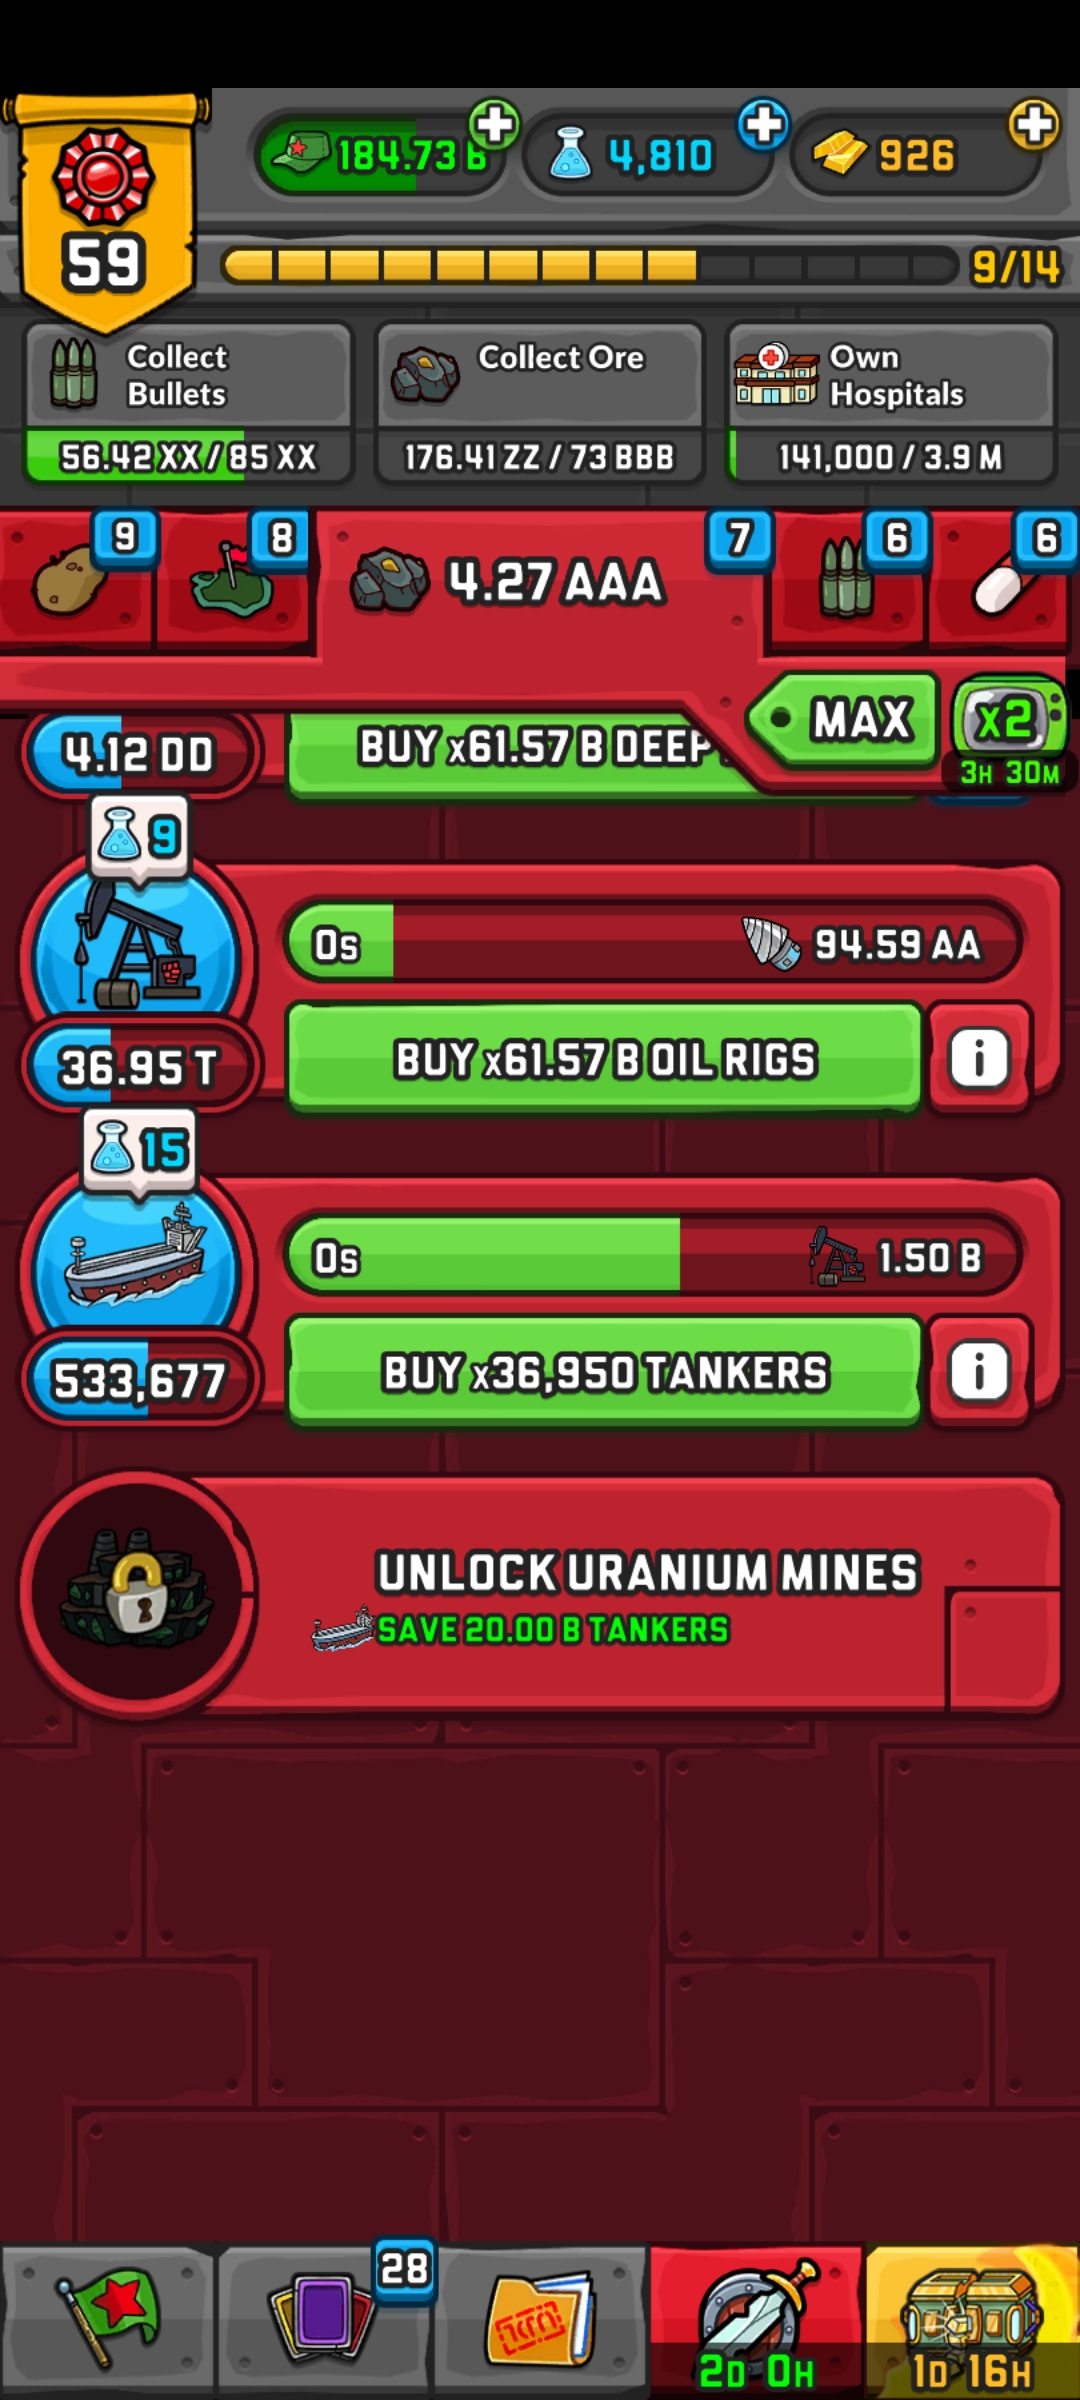 59
184.73 B
4,810
926
9/14
Collect
Bullets
56.42 XX / 85 XX
Collect Ore
176.41 ZZ / 73 BBB
Own
Hospitals
141,000 / 3.9 M
9
8
4.27 AAA
7
6
6
MAX
x2
3H 30M
4.12 DD
BUY x61.57 B DEEP
9
0s
94.59 AA
36.95 T
BUY x61.57 B OIL RIGS
i
15
0s
1.50 B
533,677
BUY x36,950 TANKERS
i
UNLOCK URANIUM MINES
SAVE 20.00 B TANKERS
28
2D 0H
1D 16H